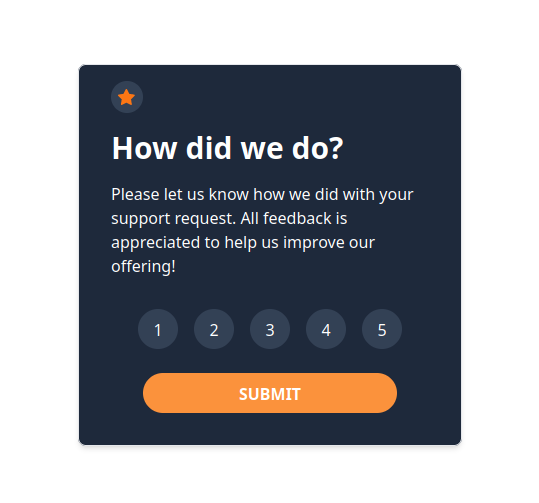 How did we do?
Please let us know how we did with your
support request. All feedback is
appreciated to help us improve our
offering!
1 2 3 4 5
SUBMIT